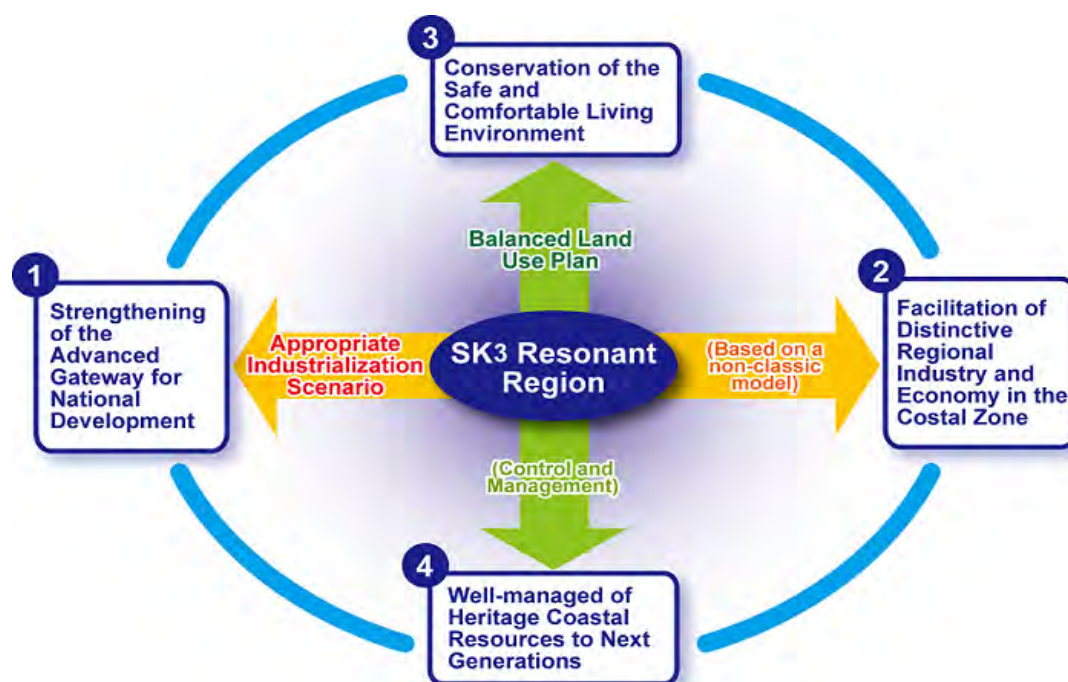 3
Conservation of the
Safe and
Comfortable Living
Environment
Balanced Land
Use Plan
1
Strengthening
of the
Advanced
Gateway for
National
Development
Appropriate
Industrialization
Scenario
SK3 Resonant
Region
(Based on a
non-classic
model)
2
Facilitation of
Distinctive
Regional
Industry and
Economy in the
Costal Zone
(Control and
Management)
4
Well-managed of
Heritage Coastal
Resources to Next
Generations